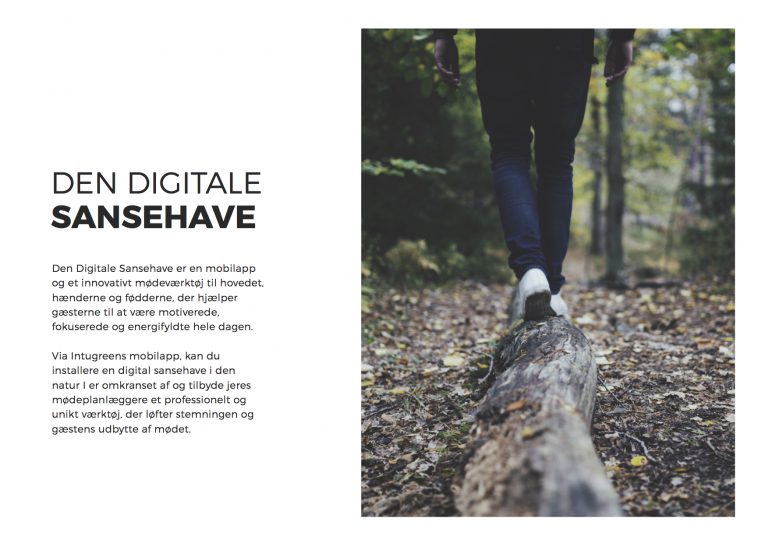 DEN DIGITALE
SANSEHAVE
Den Digitale Sansehave er en mobilapp
og et innovativt mødeværktøj til hovedet,
hænderne og fødderne, der hjælper
gæsterne til at være motiverede,
fokuserede og energifyldte hele dagen.
Via Intugreens mobilapp, kan du
installere en digital sansehave i den
natur I er omkranset af og tilbyde jeres
mødeplanlæggere et professionelt og
unikt værktøj, der løfter stemningen og
gæstens udbytte af mødet.